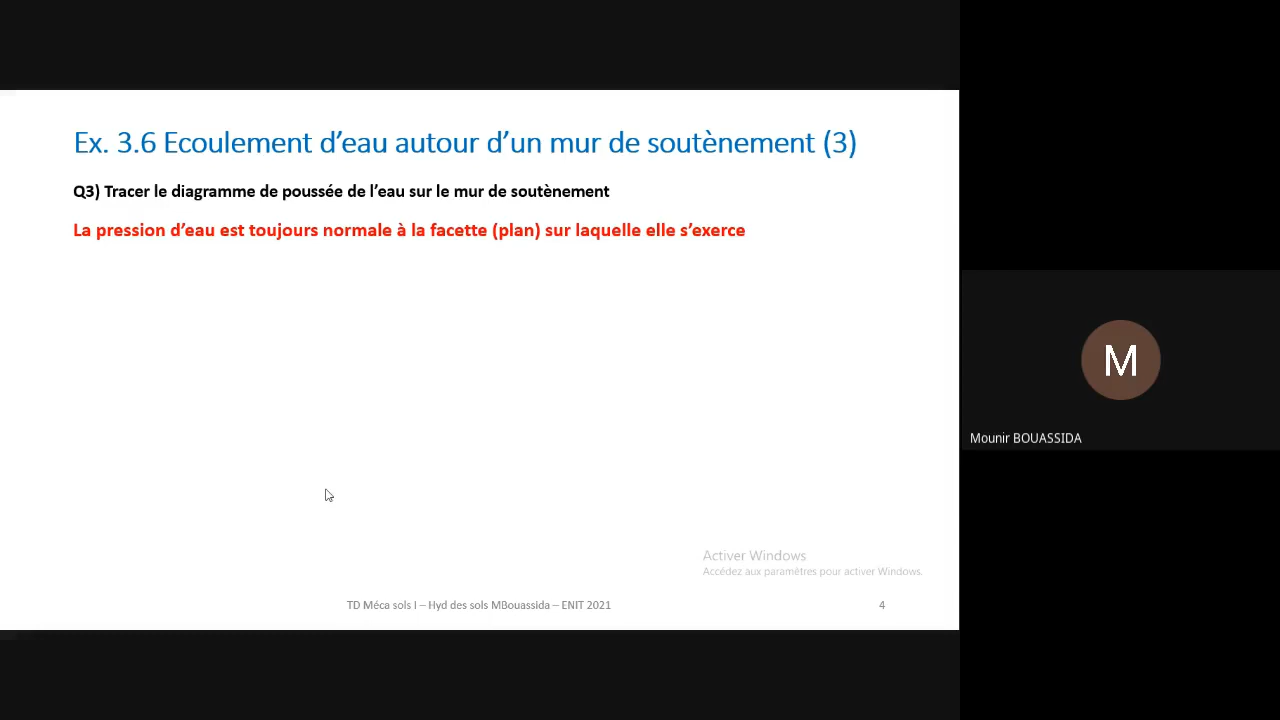 Ex. 3.6 Ecoulement d'eau autour d'un mur de soutènement (3)
Q3) Tracer le diagramme de poussée de l'eau sur le mur de soutènement
La pression d'eau est toujours normale à la facette (plan) sur laquelle elle s'exerce
M
Mounir BOUASSIDA
Activer Windows
Accédez aux paramètres pour activer Windows.
TD Méca sols I – Hyd des sols MBouassida – ENIT 2021
4